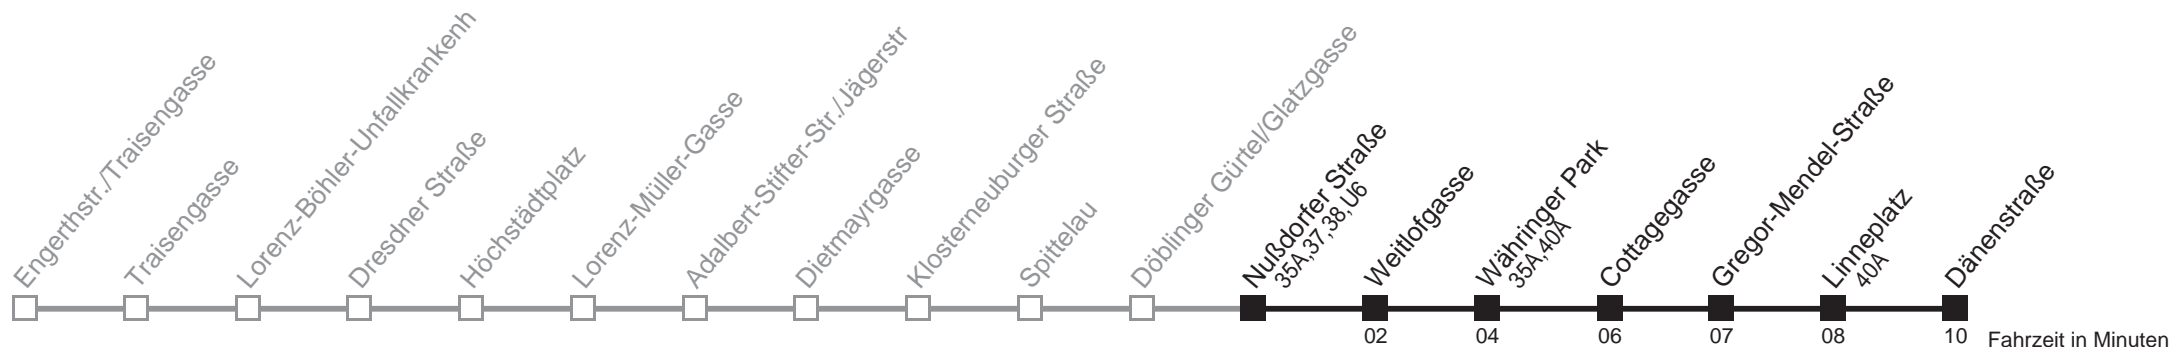 Engerthstr./Traisengasse
Traisengasse
Lorenz-Böhler-Unfallkrankenh
Dresdner Straße
Höchstädtplatz
Lorenz-Müller-Gasse
Adalbert-Stifter-Str./Jägerstr
Dietmayrgasse
Klosterneuburger Straße
Spittelau
Döblinger Gürtel/Glatzgasse
Nußdorfer Straße
35A,37,38,U6
Weitlofgasse
Währinger Park
35A,40A
Cottagegasse
Gregor-Mendel-Straße
Linneplatz
40A
Dänenstraße
02 04 06 07 08 10 Fahrzeit in Minuten